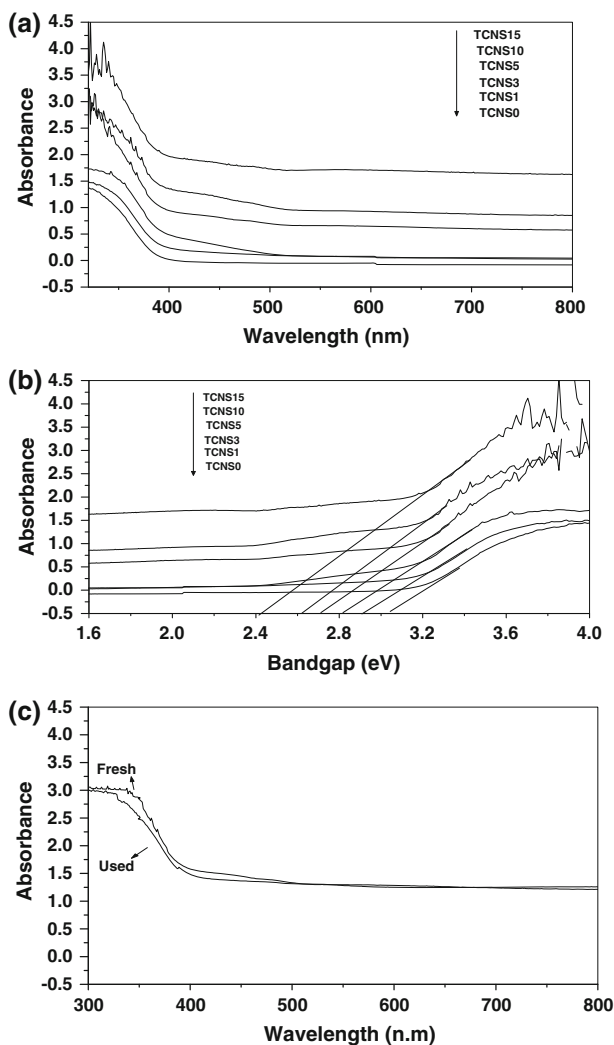 (a)
4.5
4.0
3.5
3.0
2.5
2.0
1.5
1.0
0.5
0.0
-0.5
Absorbance
TCNS15
TCNS10
TCNS5
TCNS3
TCNS1
TCNS0
400 500 600 700 800
Wavelength (nm)
(b)
4.5
4.0
3.5
3.0
2.5
2.0
1.5
1.0
0.5
0.0
-0.5
Absorbance
TCNS15
TCNS10
TCNS5
TCNS3
TCNS1
TCNS0
1.6 2.0 2.4 2.8 3.2 3.6 4.0
Bandgap (eV)
(c)
4.5
4.0
3.5
3.0
2.5
2.0
1.5
1.0
0.5
0.0
-0.5
Absorbance
Fresh
Used
300 400 500 600 700 800
Wavelength (n.m)